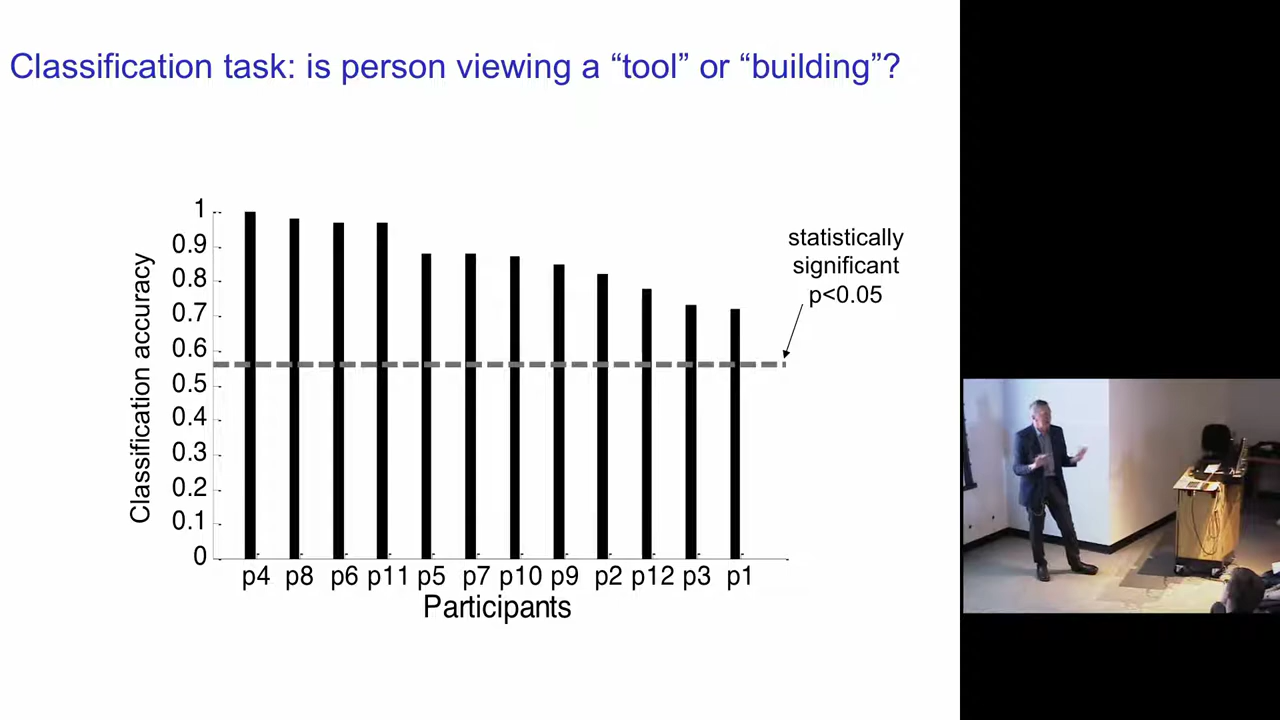 Classification task: is person viewing a “tool” or “building”?
statistically
significant
p<0.05
Classification accuracy
1
0.9
0.8
0.7
0.6
0.5
0.4
0.3
0.2
0.1
0
p4 p8 p6 p11 p5 p7 p10 p9 p2 p12 p3 p1
Participants